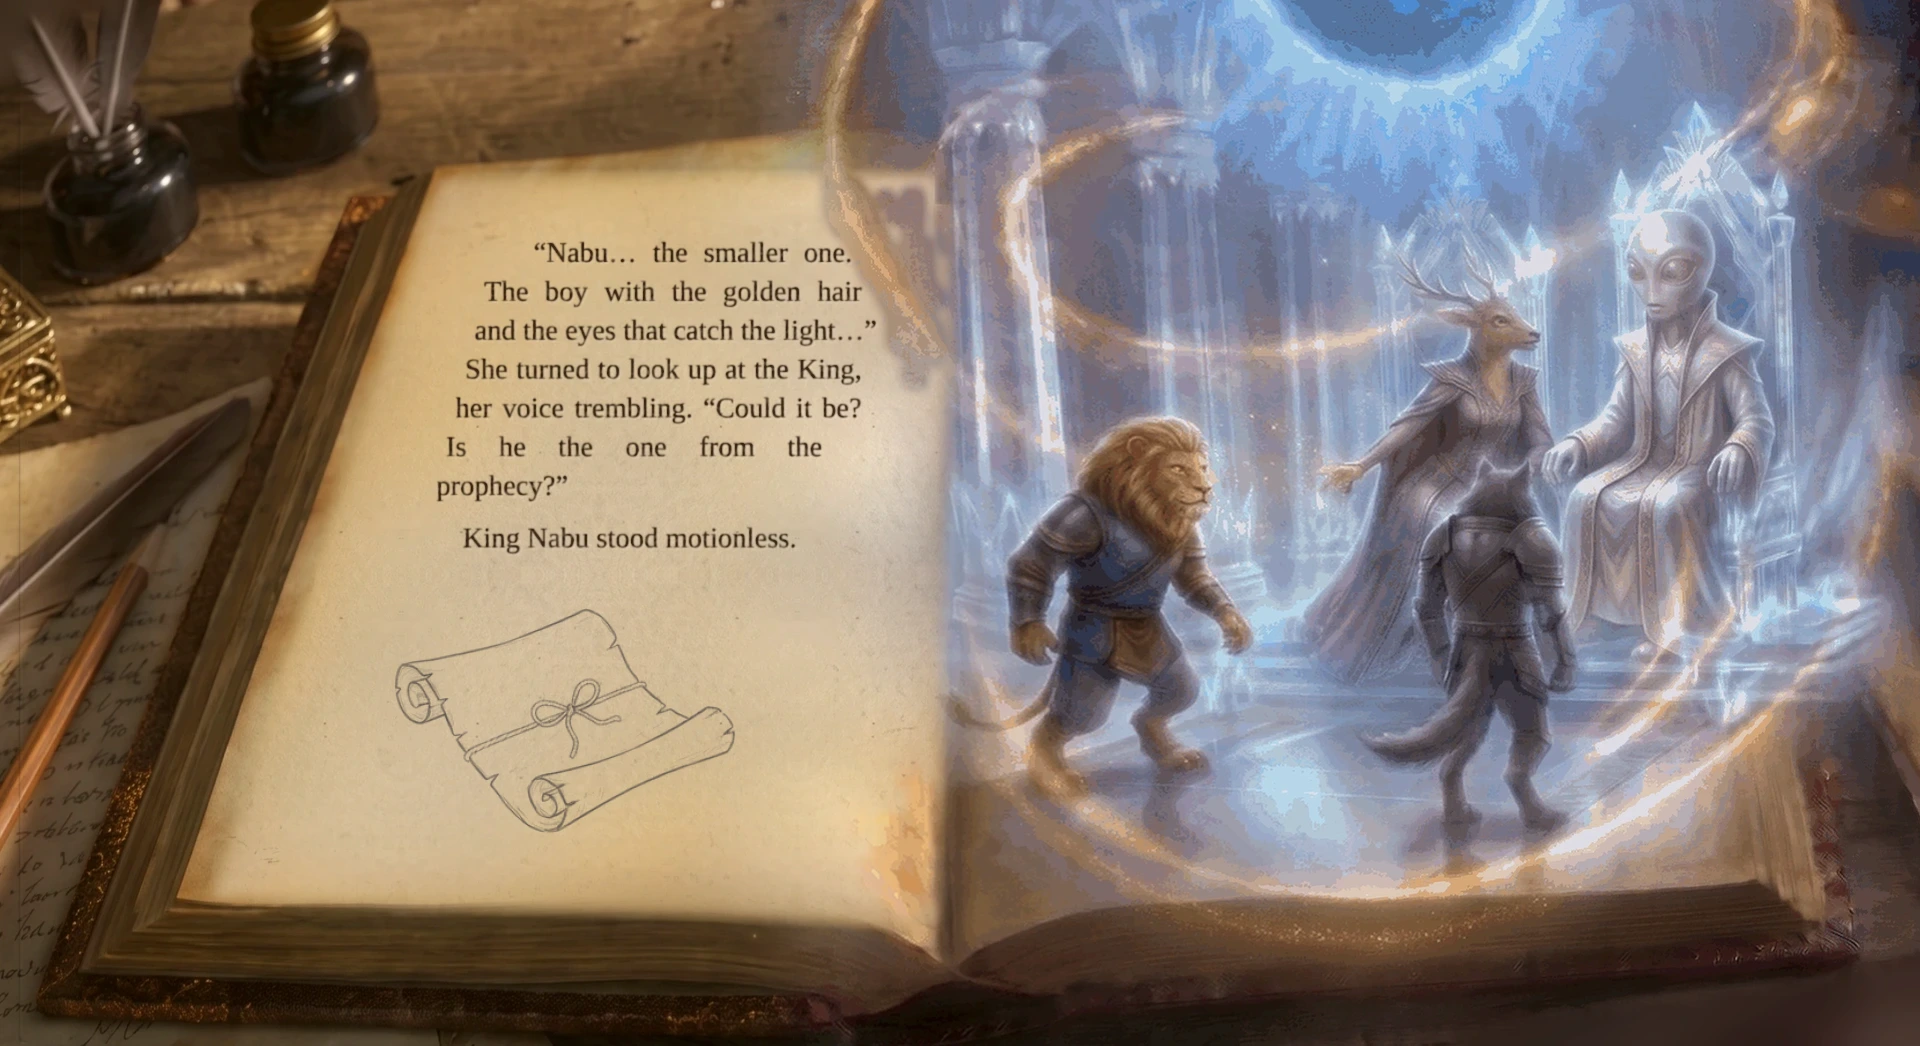 “Nabu… the smaller one.
The boy with the golden hair
and the eyes that catch the light…”
She turned to look up at the King,
her voice trembling. “Could it be?
Is he the one from the
prophecy?”
King Nabu stood motionless.